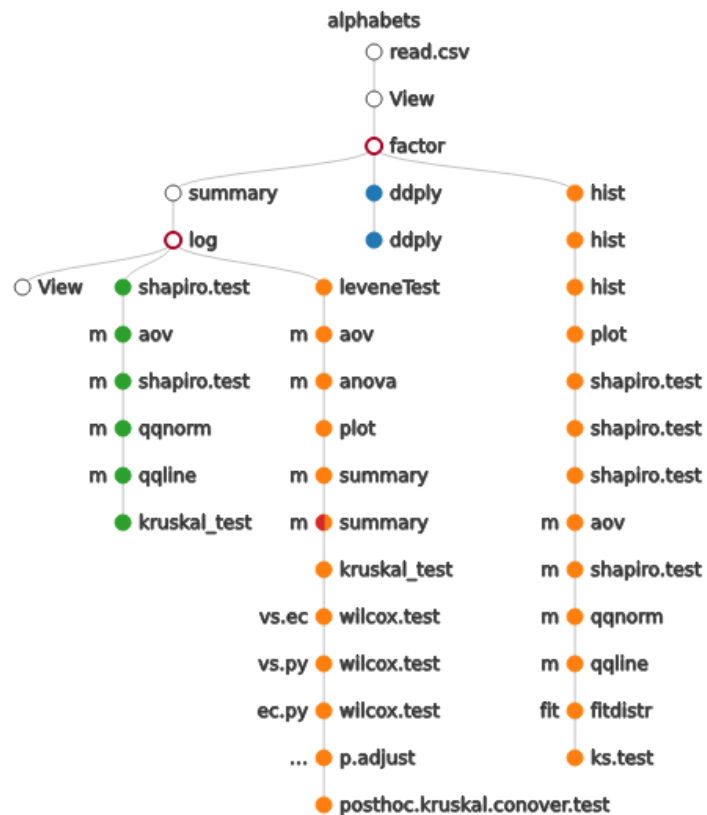 alphabets
read.csv
View
factor
summary ddply hist
log ddply hist
View shapiro.test leveneTest hist
m aov m aov plot
m shapiro.test m anova shapiro.test
m qqnorm plot shapiro.test
m qqline m summary shapiro.test
kruskal_test m summary m aov
kruskal_test m shapiro.test
vs.ec wilcox.test m qqnorm
vs.py wilcox.test m qqline
ec.py wilcox.test fit fitdistr
... p.adjust ks.test
posthoc.kruskal.conover.test